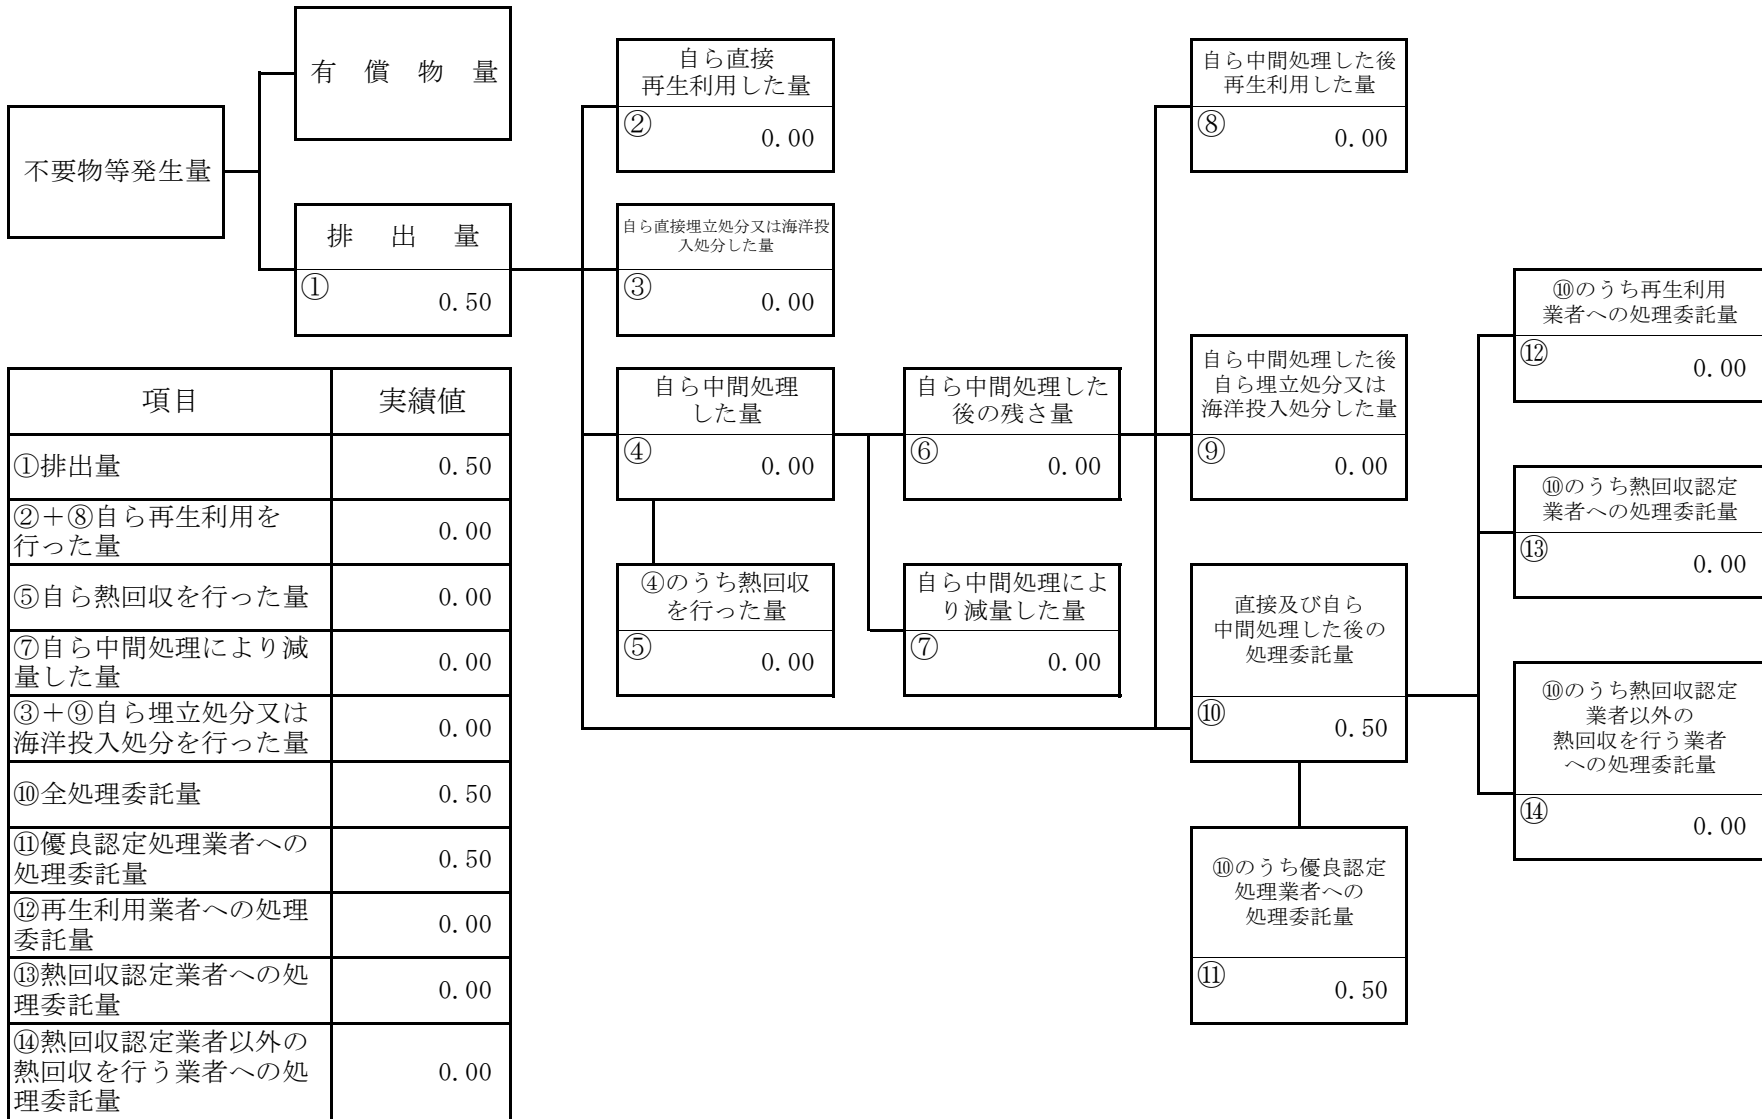 不要物等発生量
有償物量
排出量
①
0.50
自ら直接
再生利用した量
②
0.00
自ら直接埋立処分又は海洋投
入処分した量
③
0.00
自ら中間処理
した量
④
0.00
④のうち熱回収
を行った量
⑤
0.00
自ら中間処理した
後の残さ量
⑥
0.00
自ら中間処理によ
り減量した量
⑦
0.00
自ら中間処理した後
再生利用した量
⑧
0.00
自ら中間処理した後
自ら埋立処分又は
海洋投入処分した量
⑨
0.00
直接及び自ら
中間処理した後の
処理委託量
⑩
0.50
⑩のうち優良認定
処理業者への
処理委託量
⑪
0.50
⑩のうち再生利用
業者への処理委託量
⑫
0.00
⑩のうち熱回収認定
業者への処理委託量
⑬
0.00
⑩のうち熱回収認定
業者以外の
熱回収を行う業者
への処理委託量
⑭
0.00
項目 実績値
①排出量 0.50
②＋⑧自ら再生利用を
行った量 0.00
⑤自ら熱回収を行った量 0.00
⑦自ら中間処理により減
量した量 0.00
③＋⑨自ら埋立処分又は
海洋投入処分を行った量 0.00
⑩全処理委託量 0.50
⑪優良認定処理業者への
処理委託量 0.50
⑫再生利用業者への処理
委託量 0.00
⑬熱回収認定業者への処
理委託量 0.00
⑭熱回収認定業者以外の
熱回収を行う業者への処
理委託量 0.00